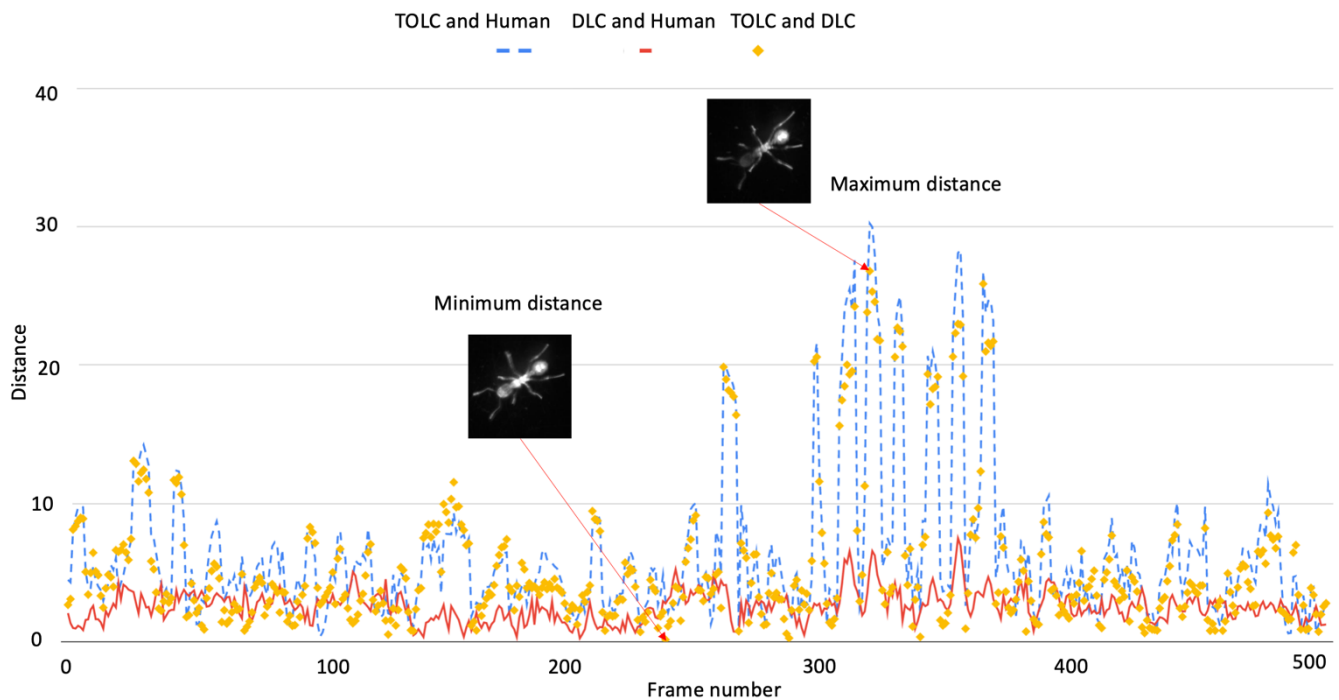 TOLC and Human DLC and Human TOLC and DLC
40
30
20
10
0
Distance
Maximum distance
Minimum distance
0 100 200 300 400 500
Frame number